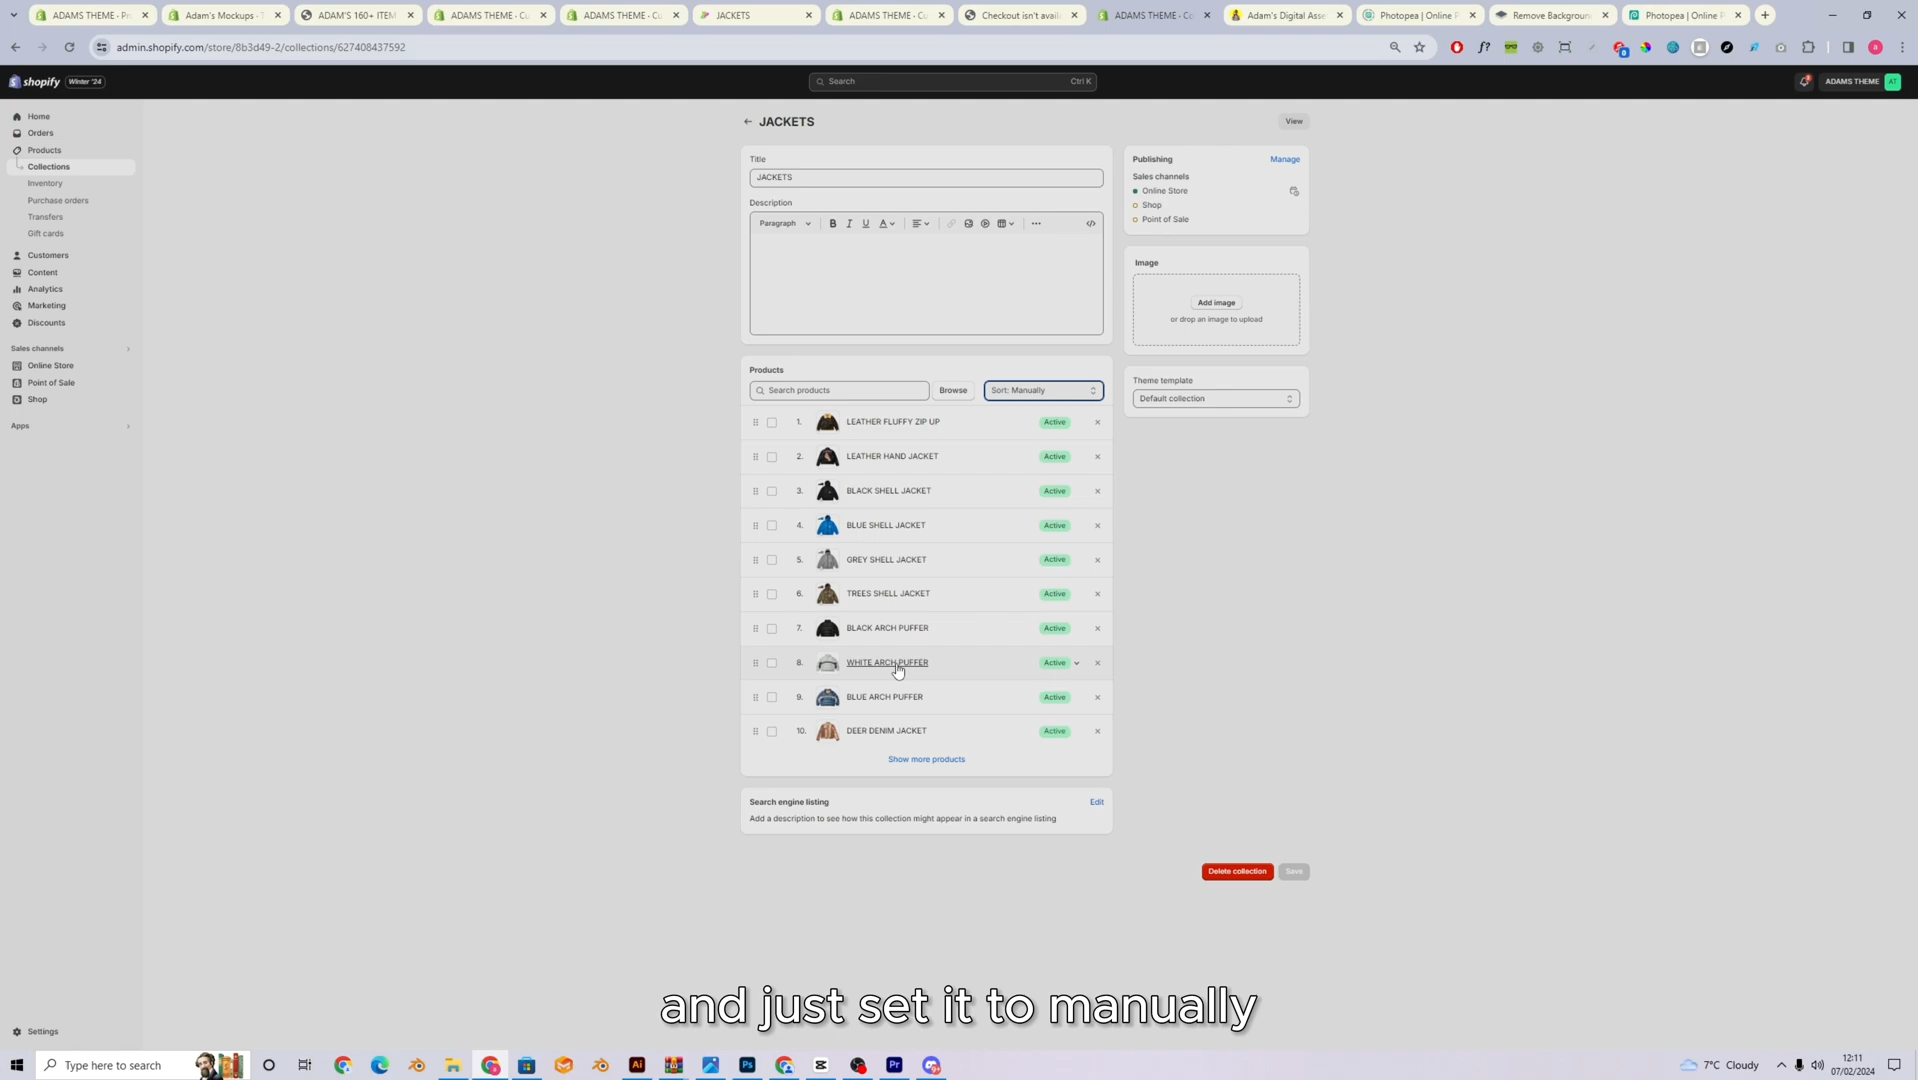 ADAMS THEME - Pr
Adam's Mockups - T
ADAM'S 160+ ITEM
ADAMS THEME - Cu
ADAMS THEME - Cu
JACKETS
ADAMS THEME - Cu
Checkout isn't avail
ADAMS THEME - Co
Adam's Digital Asse
Photopea | Online P
Remove Background
Photopea | Online P
admin.shopify.com/store/8b3d49-2/collections/627408437592
shopify Winter '24
Search Ctrl K
ADAMS THEME AT
Home
Orders
Products
Collections
Inventory
Purchase orders
Transfers
Gift cards
Customers
Content
Analytics
Marketing
Discounts
Sales channels
Online Store
Point of Sale
Shop
Apps
Settings
JACKETS
View
Title
JACKETS
Description
Paragraph B I U A
Products
Search products Browse Sort: Manually
1. LEATHER FLUFFY ZIP UP Active
2. LEATHER HAND JACKET Active
3. BLACK SHELL JACKET Active
4. BLUE SHELL JACKET Active
5. GREY SHELL JACKET Active
6. TREES SHELL JACKET Active
7. BLACK ARCH PUFFER Active
8. WHITE ARCH PUFFER Active
9. BLUE ARCH PUFFER Active
10. DEER DENIM JACKET Active
Show more products
Search engine listing Edit
Add a description to see how this collection might appear in a search engine listing
Publishing Manage
Sales channels
Online Store
Shop
Point of Sale
Image
Add image
or drop an image to upload
Theme template
Default collection
Delete collection Save
and just set it to manually
Type here to search
7°C Cloudy
12:11
07/02/2024